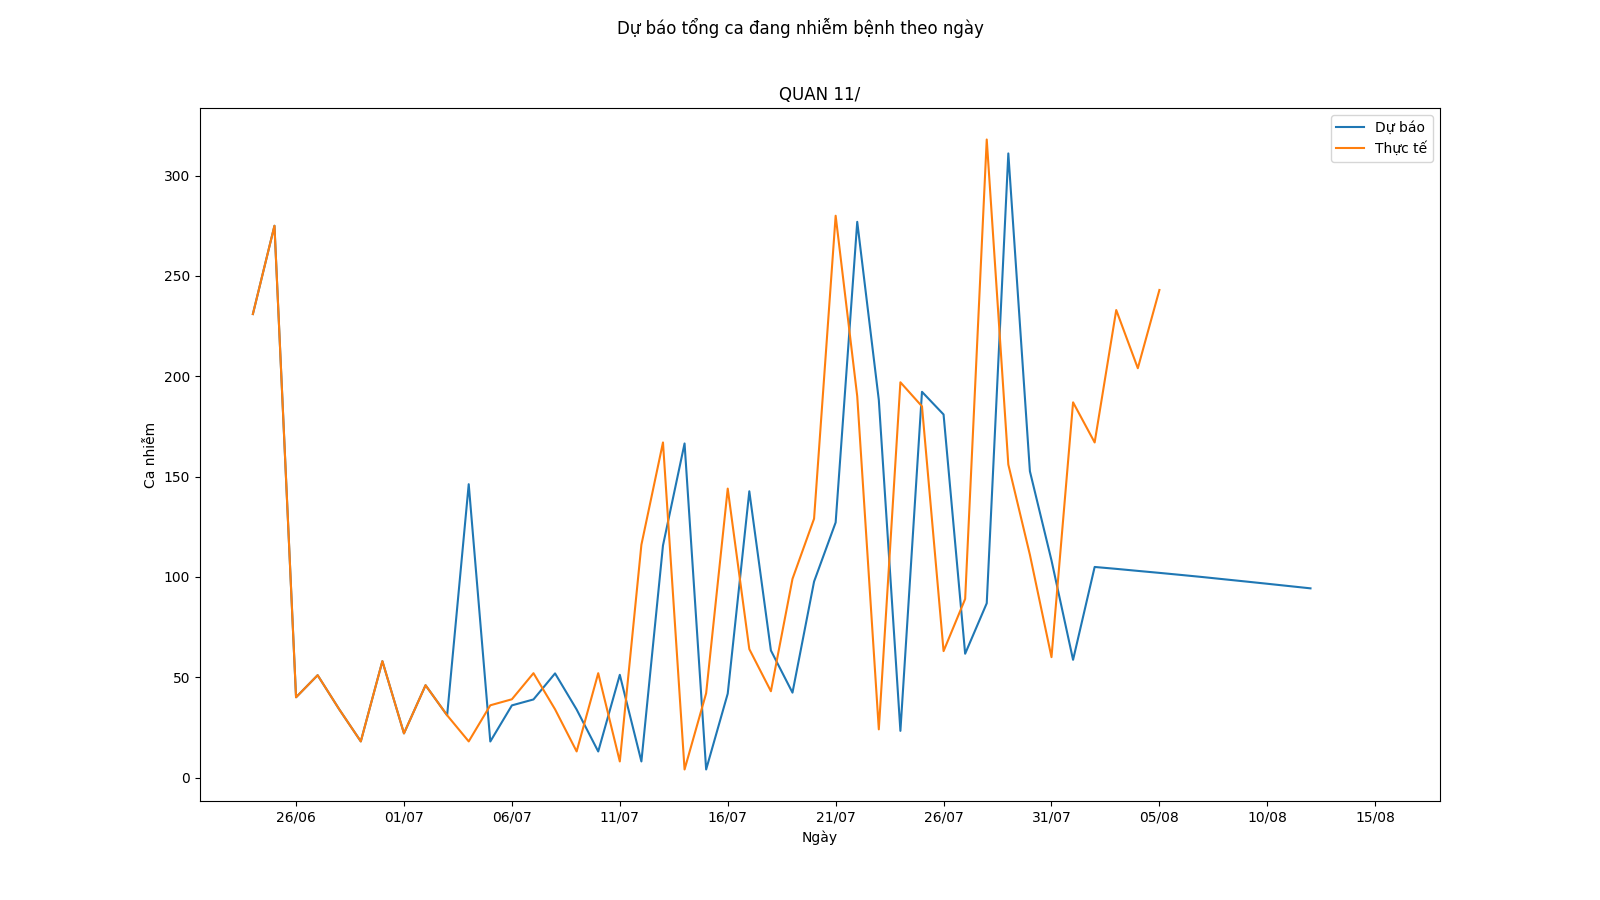 Dự báo tổng ca đang nhiễm bệnh theo ngày
QUAN 11/
Dự báo
Thực tế
300
250
200
150
100
50
0
Ca nhiễm
26/06 01/07 06/07 11/07 16/07 21/07 26/07 31/07 05/08 10/08 15/08
Ngày